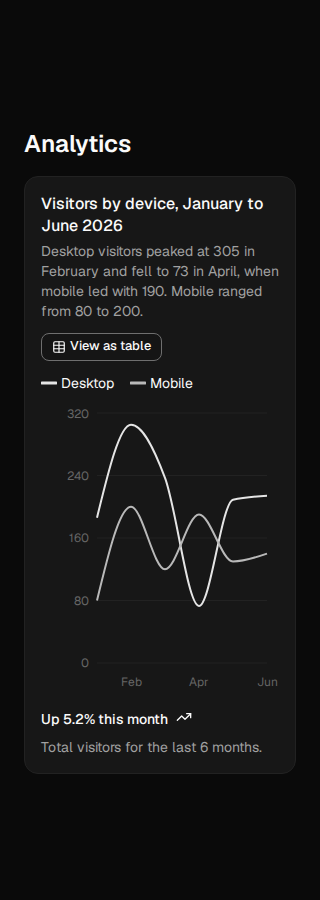 Analytics
Visitors by device, January to
June 2026
Desktop visitors peaked at 305 in
February and fell to 73 in April, when
mobile led with 190. Mobile ranged
from 80 to 200.
View as table
Desktop Mobile
320
240
160
80
0
Feb Apr Jun
Up 5.2% this month
Total visitors for the last 6 months.